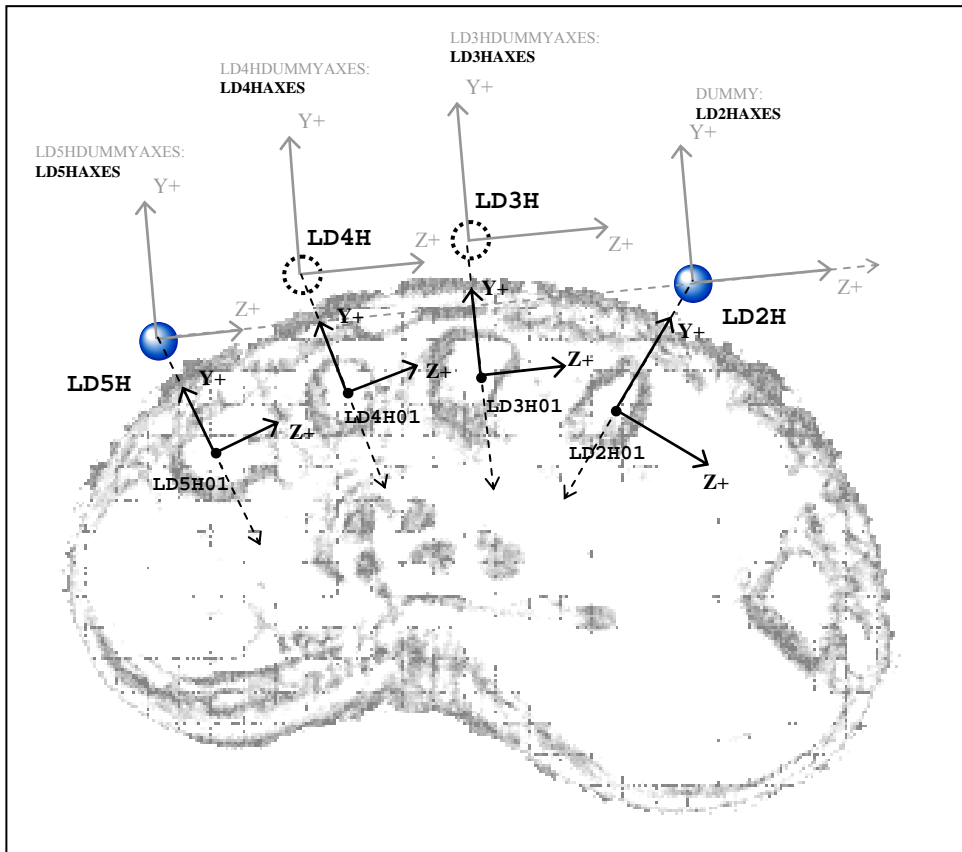 LD3HDUMMYAXES:
LD3HAXES
Y+
LD4HDUMMYAXES:
LD4HAXES
Y+
DUMMY:
LD2HAXES
Y+
LD5HDUMMYAXES:
LD5HAXES
Y+
LD3H
Z+
LD4H
Z+
Z+
LD2H
Z+
LD5H
Y+
Y+
Y+
Y+
Z+
Z+
Z+
Z+
LD5H01
LD4H01
LD3H01
LD2H01